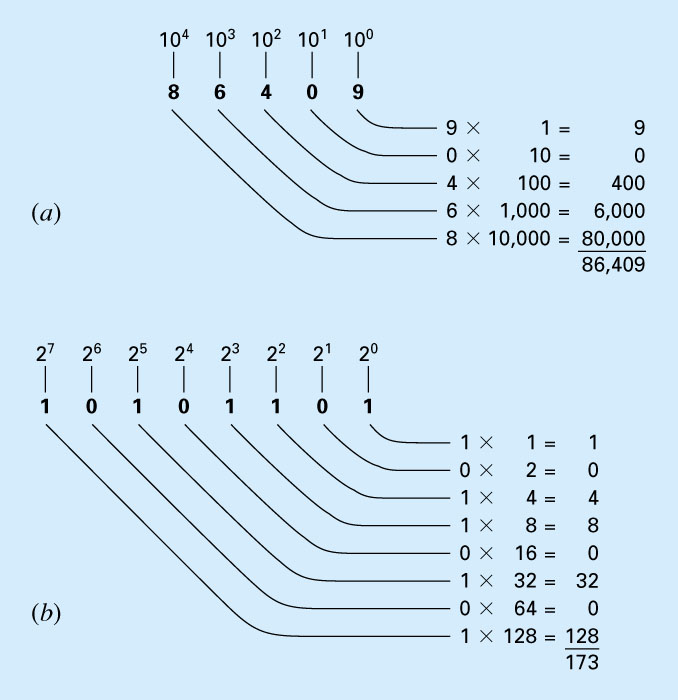 10⁴ 10³ 10² 10¹ 10⁰
8 6 4 0 9
9 × 1 = 9
0 × 10 = 0
4 × 100 = 400
(a)
6 × 1,000 = 6,000
8 × 10,000 = 80,000
86,409
2⁷ 2⁶ 2⁵ 2⁴ 2³ 2² 2¹ 2⁰
1 0 1 0 1 1 0 1
1 × 1 = 1
0 × 2 = 0
1 × 4 = 4
1 × 8 = 8
0 × 16 = 0
1 × 32 = 32
(b)
0 × 64 = 0
1 × 128 = 128
173